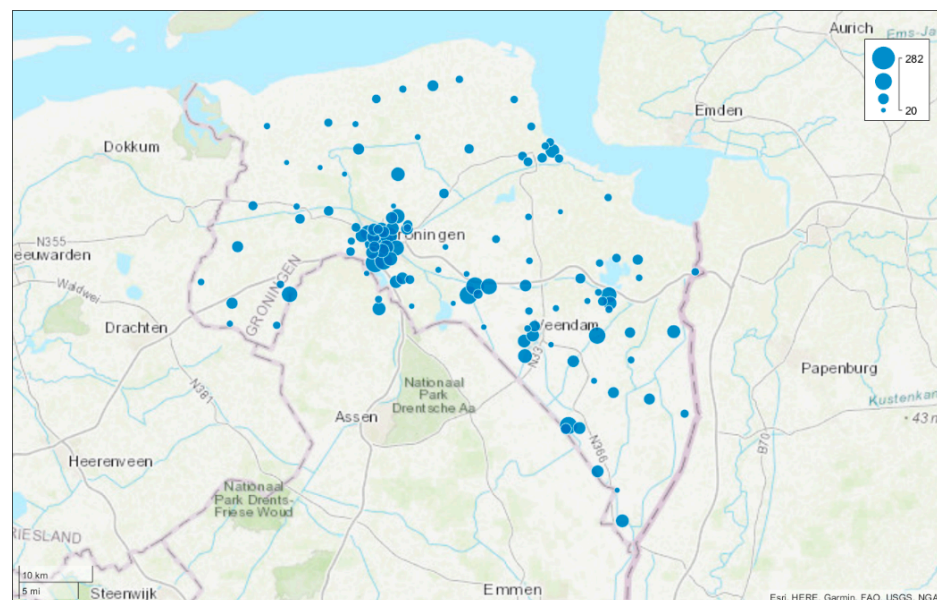 Aurich
Ems-Ja
282
20
Emden
Dokkum
N355
eeuwarden
Groningen
Waldwei
GRONINGEN
Drachten
Veendam
N33
Papenburg
Nationaal
Park
Drentsche Aa
N381
Kustenkan
Assen
43 m
B70
N366
Heerenveen
Nationaal
Park Drents-
Friese Woud
RIESLAND
10 km
5 mi
Steenwijk
Emmen
Esri, HERE, Garmin, FAO, USGS, NGA